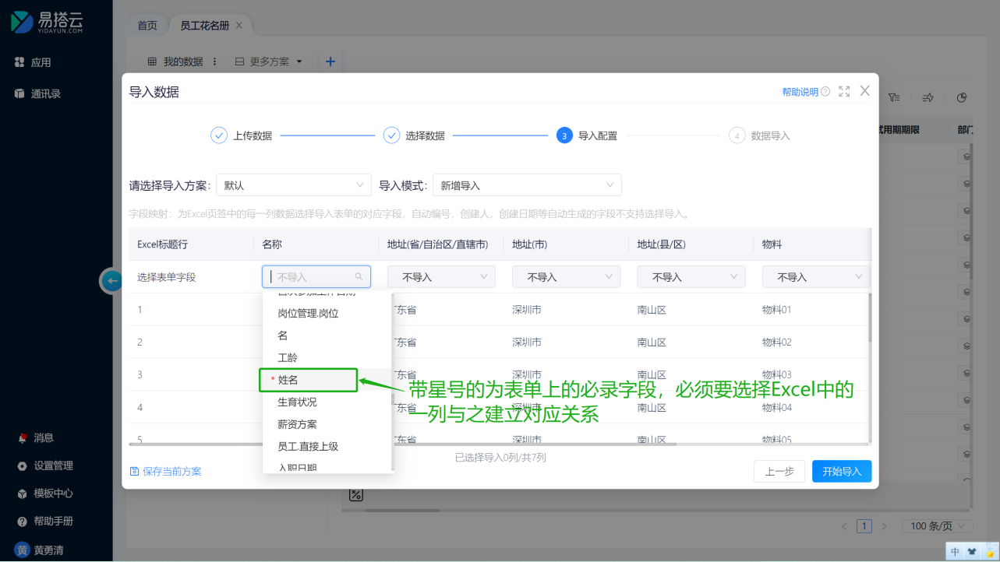 易搭云
YIDAYUN.COM
首页
员工花名册
应用
通讯录
我的数据
更多方案
导入数据
帮助说明
上传数据
选择数据
3 导入配置
4 数据导入
试用期期限
请选择导入方案： 默认
导入模式： 新增导入
字段映射：为Excel页签中的每一列数据选择导入表单的对应字段，自动编号，创建人，创建日期等自动生成的字段不支持选择导入。
Excel标题行 名称 地址(省/自治区/直辖市) 地址(市) 地址(县/区) 物料
选择表单字段 不导入 不导入 不导入 不导入 不导入
1 东省 深圳市 南山区 物料01
2 东省 深圳市 南山区 物料02
3 东省 深圳市 南山区 物料03
4 东省 深圳市 南山区 物料04
5 东省 深圳市 南山区 物料05
首次参加工作日期
岗位管理.岗位
名
工龄
* 姓名
生育状况
薪资方案
员工.直接上级
入职日期
带星号的为表单上的必录字段，必须要选择Excel中的
一列与之建立对应关系
已选择导入0列/共7列
保存当前方案
上一步
开始导入
消息
设置管理
模板中心
帮助手册
黄 黄勇清
1
100 条/页
中